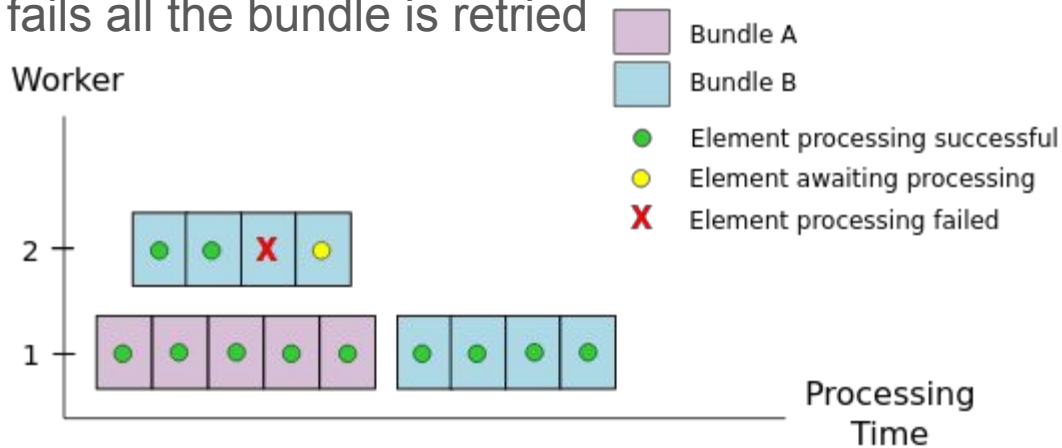 fails all the bundle is retried
Bundle A
Worker
Bundle B
Element processing successful
Element awaiting processing
X Element processing failed
2
X
1
Processing
Time